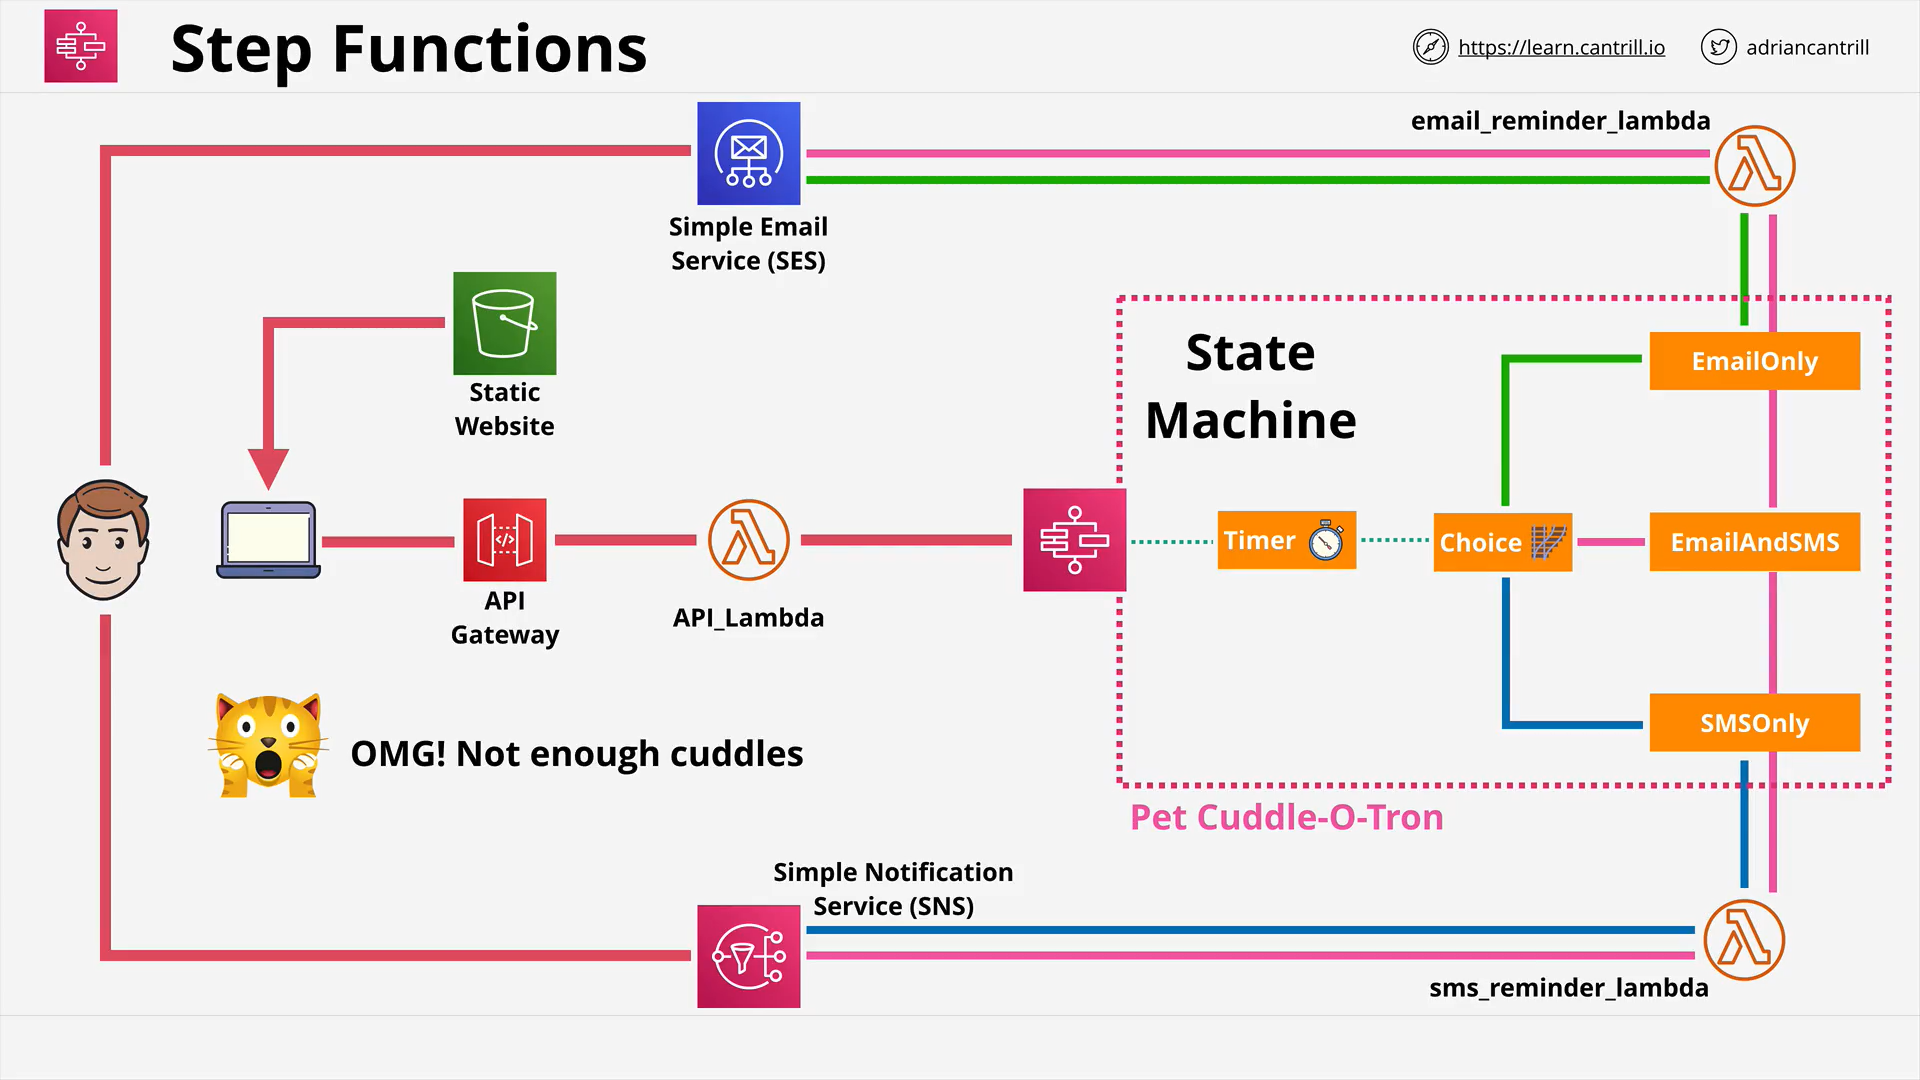 Step Functions
https://learn.cantrill.io
adriancantrill
email_reminder_lambda
Simple Email
Service (SES)
Static
Website
State
Machine
EmailOnly
Timer
Choice
EmailAndSMS
API
Gateway
API_Lambda
SMSOnly
OMG! Not enough cuddles
Pet Cuddle-O-Tron
Simple Notification
Service (SNS)
sms_reminder_lambda